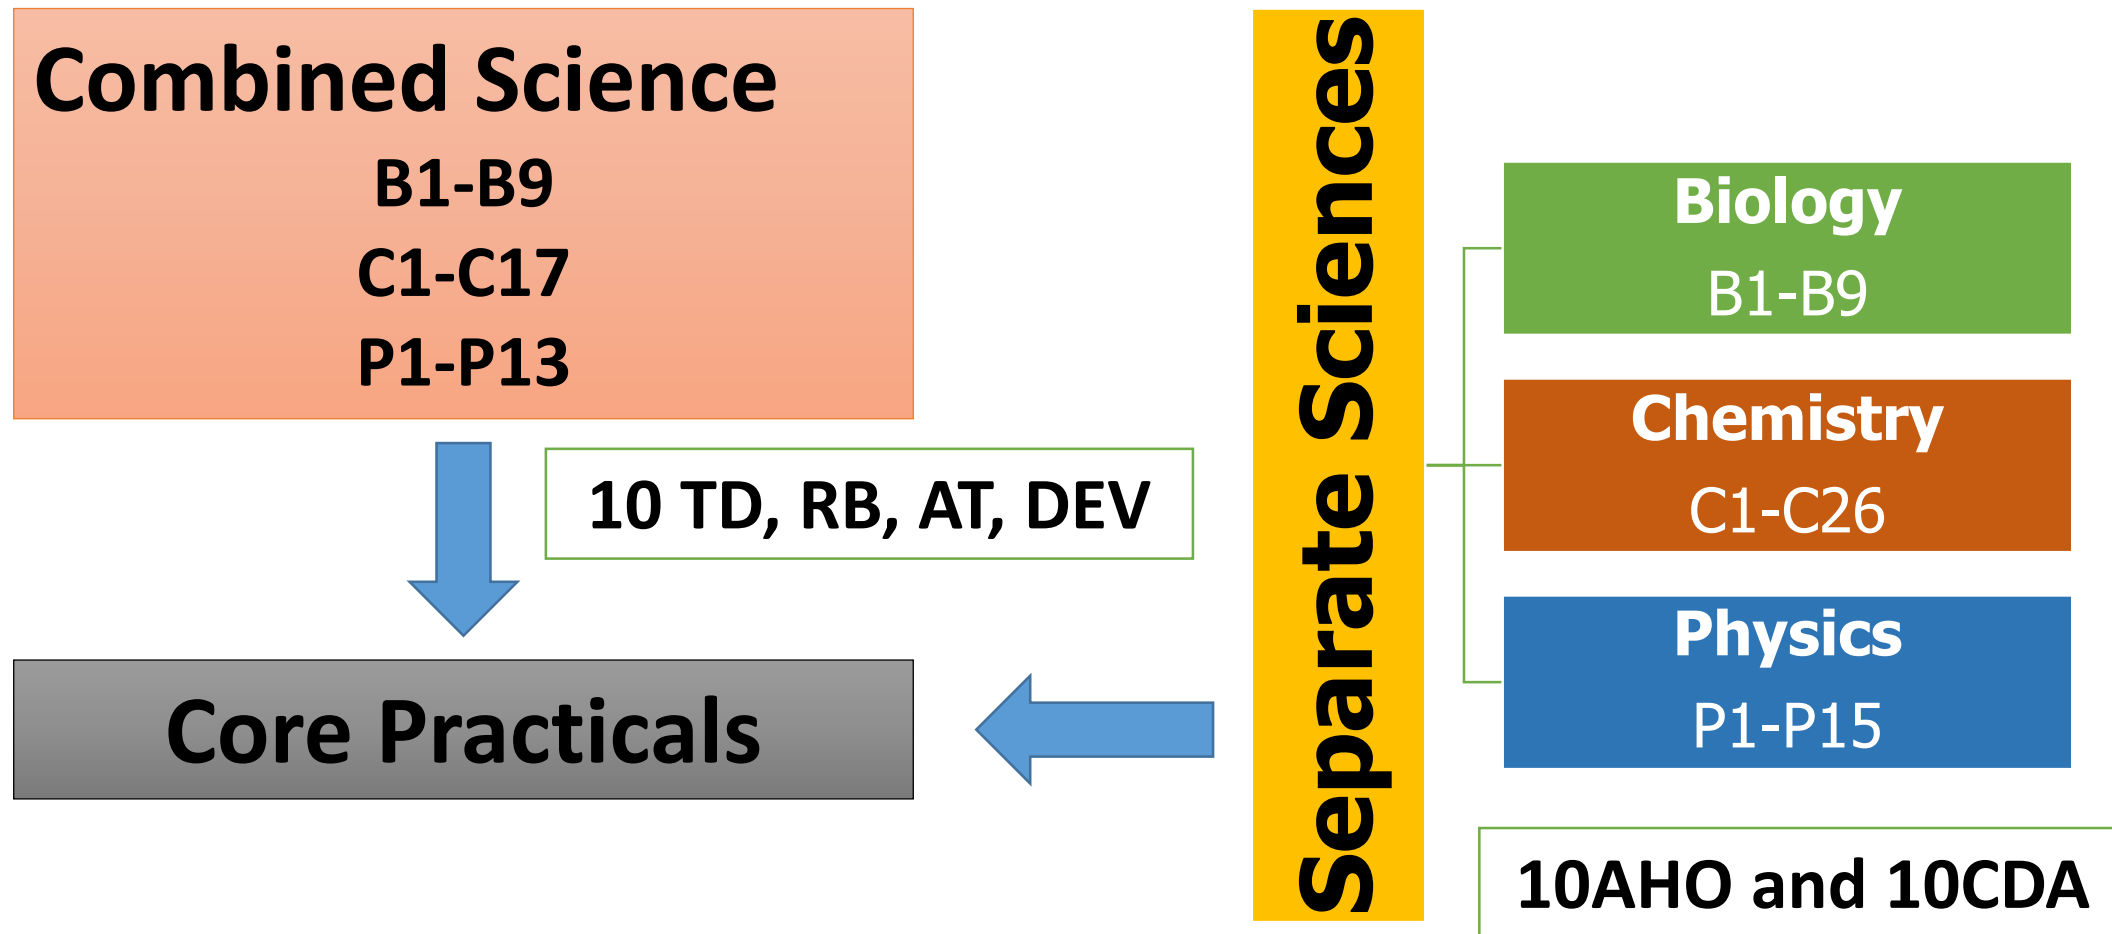 Combined Science
B1-B9
C1-C17
P1-P13
10 TD, RB, AT, DEV
Core Practicals
Separate Sciences
Biology
B1-B9
Chemistry
C1-C26
Physics
P1-P15
10AHO and 10CDA